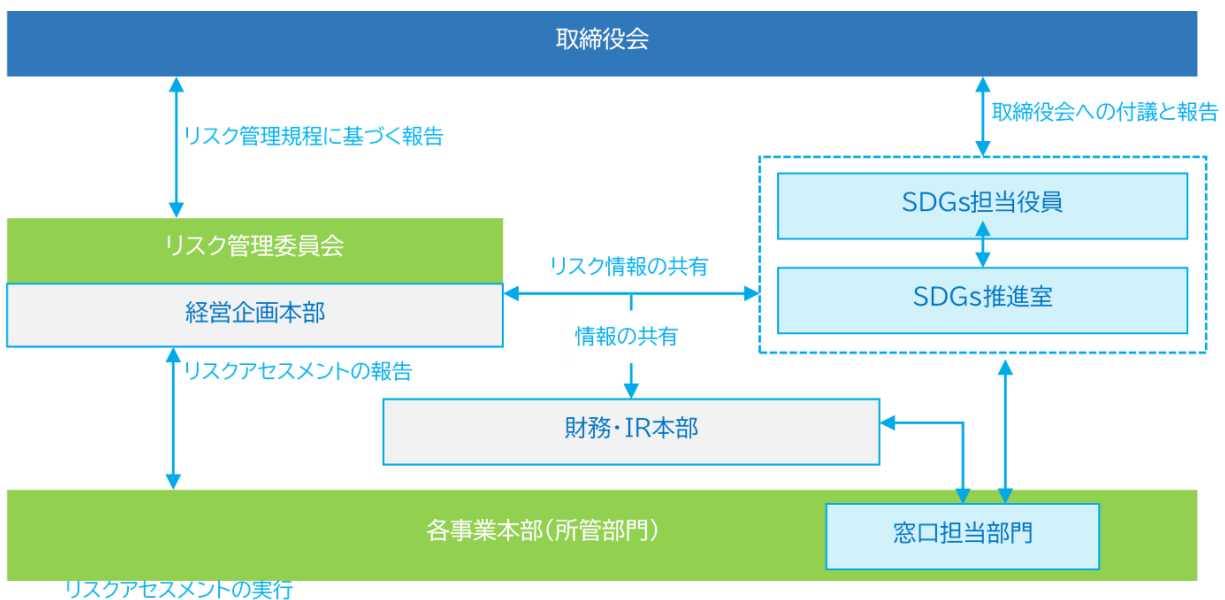 取締役会
リスク管理規程に基づく報告
取締役会への付議と報告
SDGs担当役員
リスク管理委員会
リスク情報の共有
SDGs推進室
経営企画本部
情報の共有
リスクアセスメントの報告
財務・IR本部
各事業本部(所管部門)
窓口担当部門
リスクアセスメントの実行